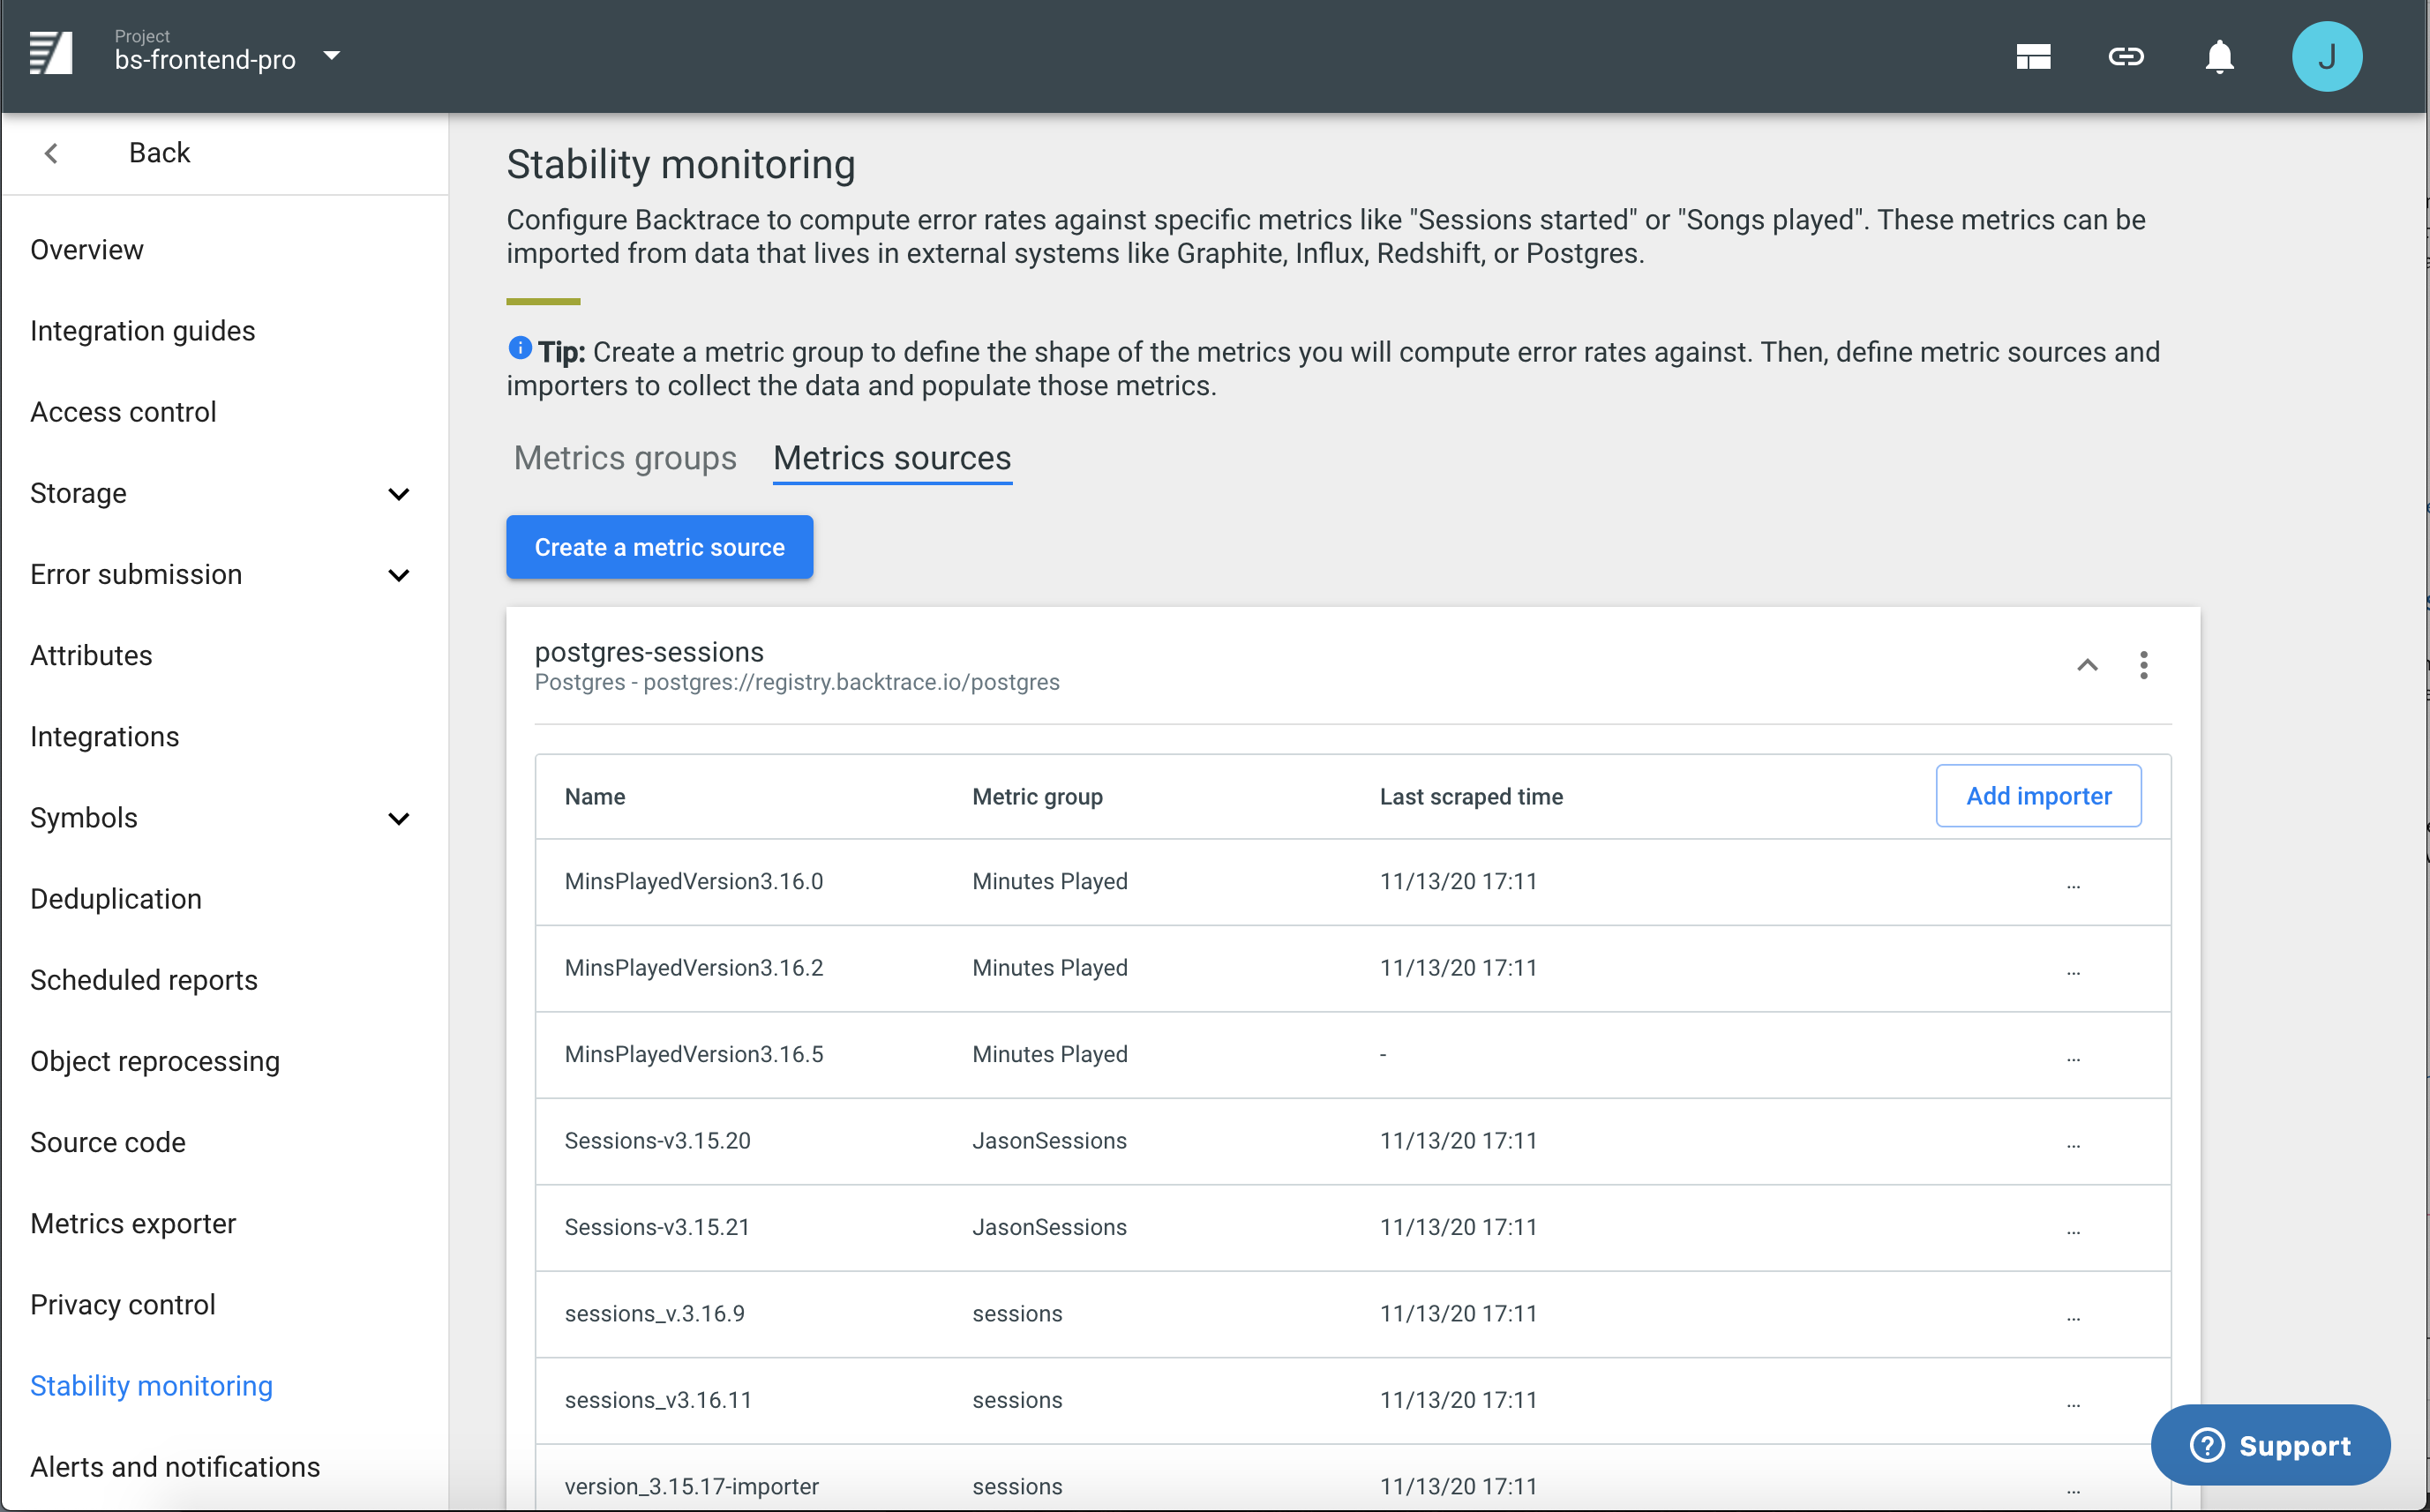 Project
bs-frontend-pro
J
Back
Overview
Integration guides
Access control
Storage
Error submission
Attributes
Integrations
Symbols
Deduplication
Scheduled reports
Object reprocessing
Source code
Metrics exporter
Privacy control
Stability monitoring
Alerts and notifications
Stability monitoring
Configure Backtrace to compute error rates against specific metrics like "Sessions started" or "Songs played". These metrics can be
imported from data that lives in external systems like Graphite, Influx, Redshift, or Postgres.
Tip: Create a metric group to define the shape of the metrics you will compute error rates against. Then, define metric sources and
importers to collect the data and populate those metrics.
Metrics groups Metrics sources
Create a metric source
postgres-sessions
Postgres - postgres://registry.backtrace.io/postgres
Name Metric group Last scraped time Add importer
MinsPlayedVersion3.16.0 Minutes Played 11/13/20 17:11 ...
MinsPlayedVersion3.16.2 Minutes Played 11/13/20 17:11 ...
MinsPlayedVersion3.16.5 Minutes Played - ...
Sessions-v3.15.20 JasonSessions 11/13/20 17:11 ...
Sessions-v3.15.21 JasonSessions 11/13/20 17:11 ...
sessions_v.3.16.9 sessions 11/13/20 17:11 ...
sessions_v3.16.11 sessions 11/13/20 17:11 ...
version_3.15.17-importer sessions 11/13/20 17:11 ...
Support